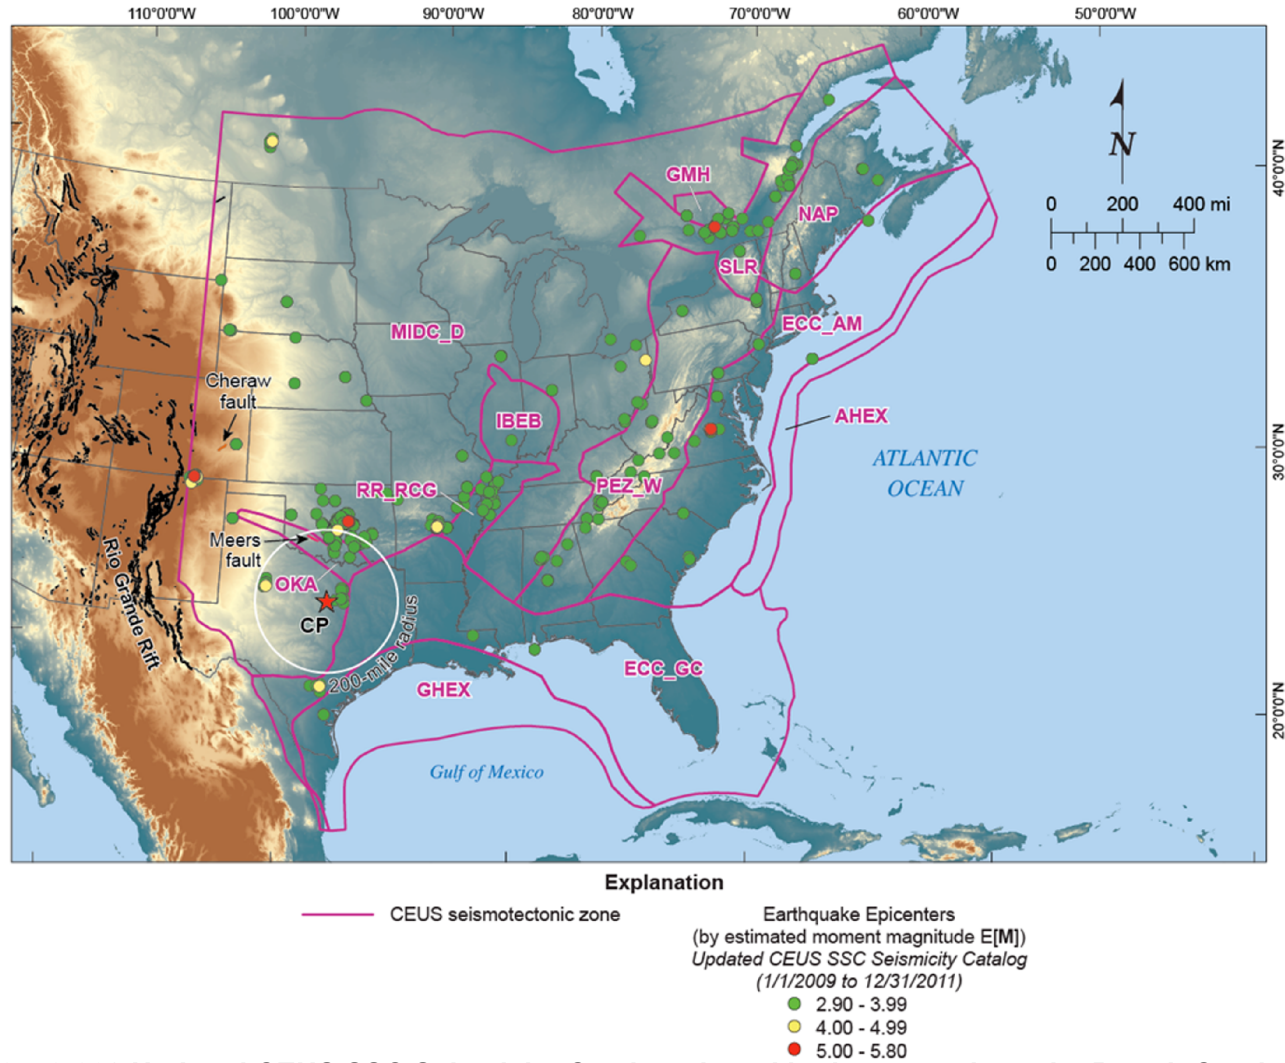 110°0'0"W 100°0'0"W 90°0'0"W 80°0'0"W 70°0'0"W 60°0'0"W 50°0'0"W
40°0'0"N
30°0'0"N
20°0'0"N
N
0 200 400 mi
0 200 400 600 km
GMH
NAP
SLR
MIDC_D
ECC_AM
Cheraw
fault
IBEB
AHEX
ATLANTIC
OCEAN
RR_RCG
PEZ_W
Meers
fault
OKA
CP
Rio Grande Rift
200-mile radius
ECC_GC
GHEX
Gulf of Mexico
Explanation
CEUS seismotectonic zone
Earthquake Epicenters
(by estimated moment magnitude E[M])
Updated CEUS SSC Seismicity Catalog
(1/1/2009 to 12/31/2011)
2.90 - 3.99
4.00 - 4.99
5.00 - 5.80